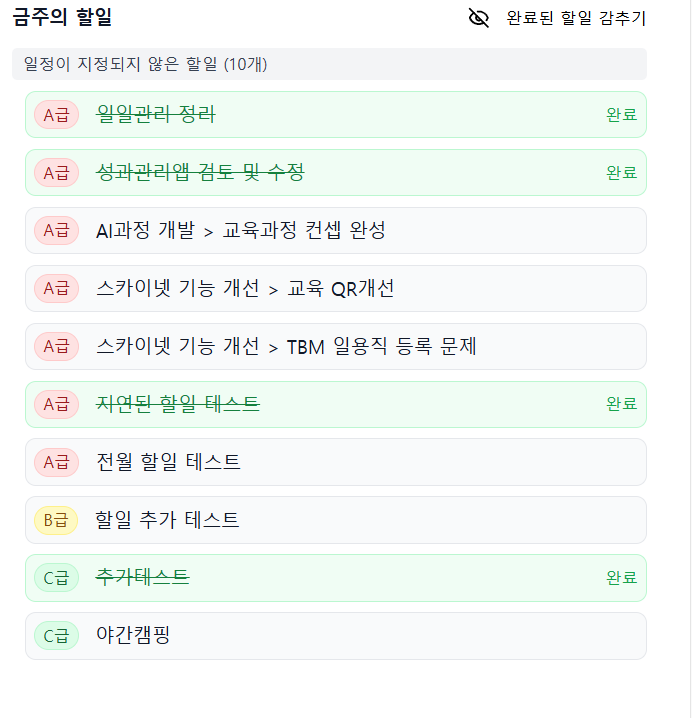 금주의 할일
완료된 할일 감추기
일정이 지정되지 않은 할일 (10개)
A급 일일관리 정리 완료
A급 성과관리앱 검토 및 수정 완료
A급 AI과정 개발 > 교육과정 컨셉 완성
A급 스카이넷 기능 개선 > 교육 QR개선
A급 스카이넷 기능 개선 > TBM 일용직 등록 문제
A급 지연된 할일 테스트 완료
A급 전월 할일 테스트
B급 할일 추가 테스트
C급 추가테스트 완료
C급 야간캠핑